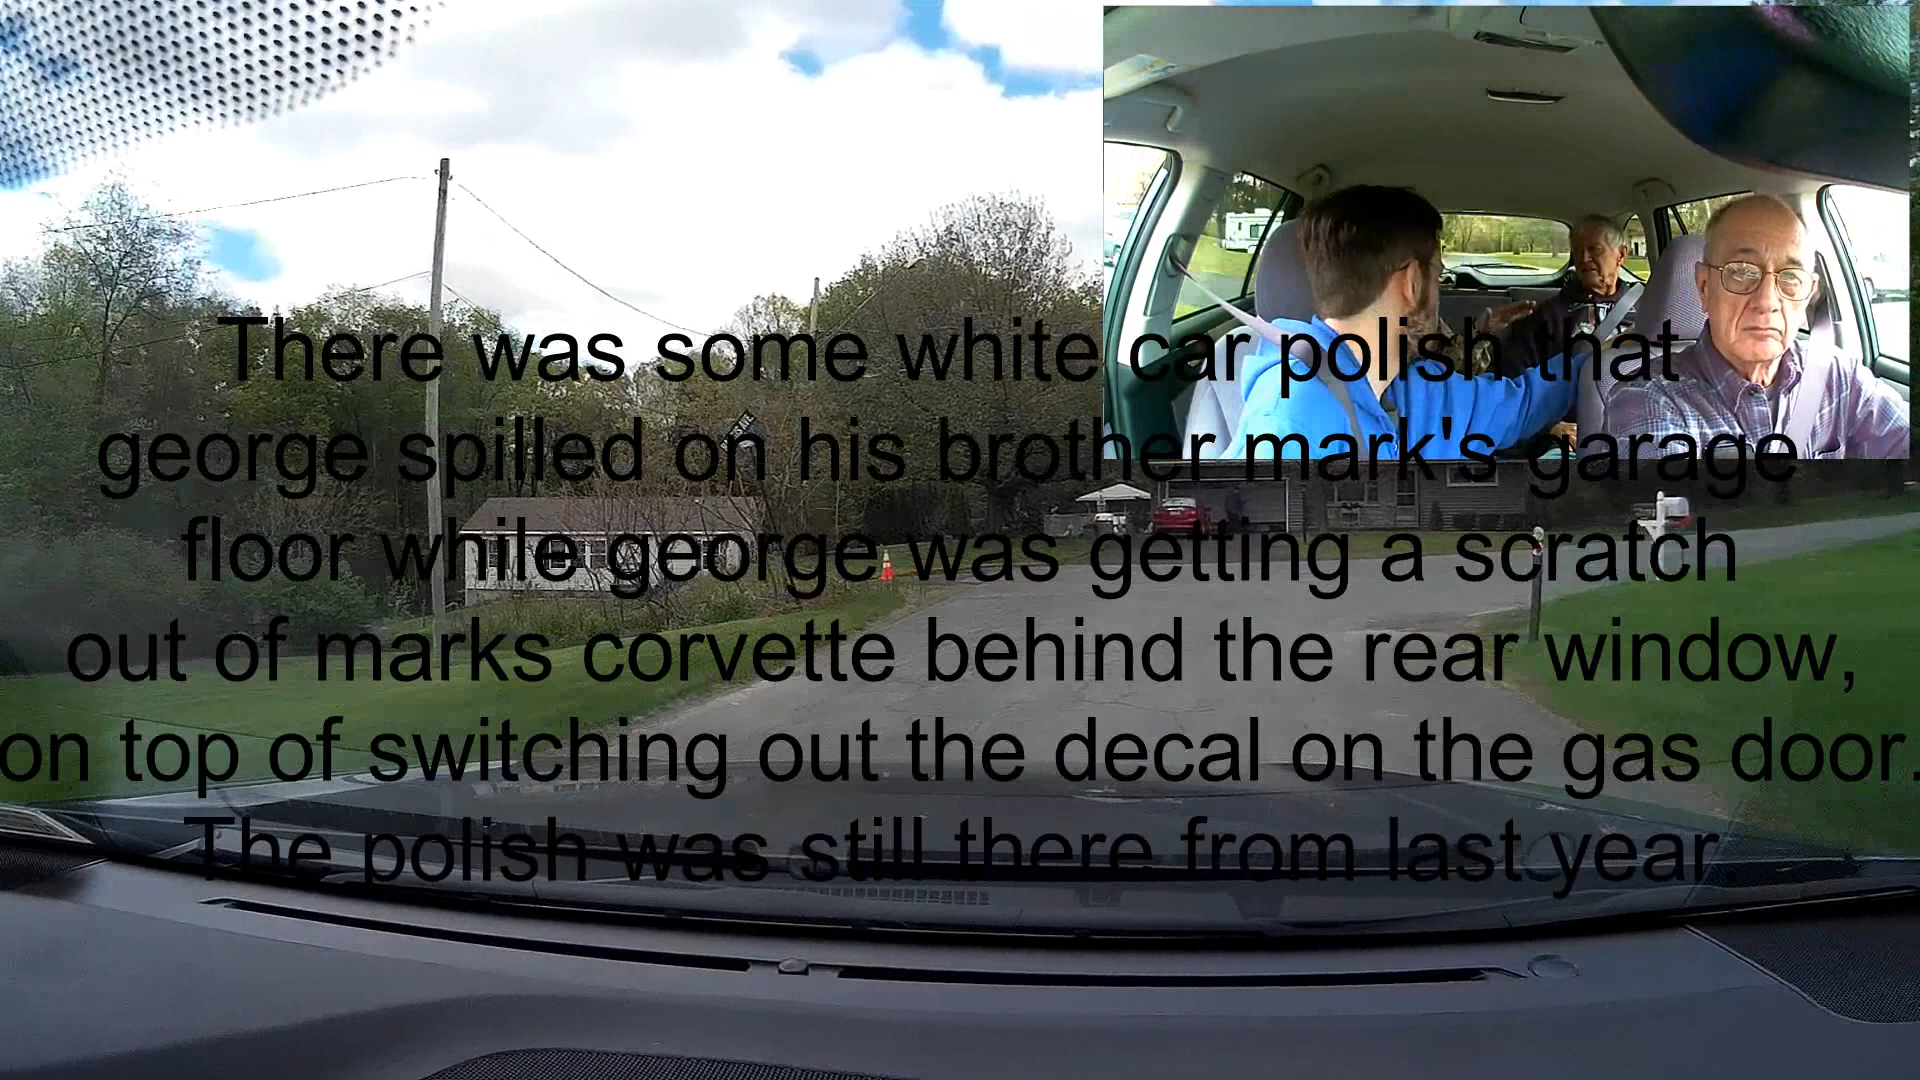 There was some white car polish that
george spilled on his brother mark's garage
floor while george was getting a scratch
out of marks corvette behind the rear window,
on top of switching out the decal on the gas door.
The polish was still there from last year